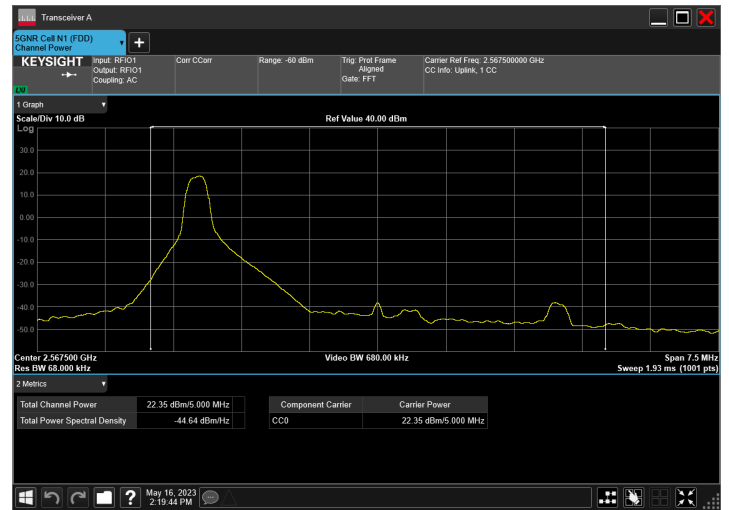 Transceiver A
5GNR Cell N1 (FDD)
Channel Power
KEYSIGHT
LXI
Input: RFIO1
Output: RFIO1
Coupling: AC
Corr CCorr
Range: -60 dBm
Trig: Prot Frame
Aligned
Gate: FFT
Carrier Ref Freq: 2.567500000 GHz
CC Info: Uplink, 1 CC
1 Graph
Scale/Div 10.0 dB
Ref Value 40.00 dBm
Log
30.0
20.0
10.0
0.00
-10.0
-20.0
-30.0
-40.0
-50.0
Center 2.567500 GHz
Video BW 680.00 kHz
Span 7.5 MHz
Res BW 68.000 kHz
Sweep 1.93 ms (1001 pts)
2 Metrics
Total Channel Power 22.35 dBm/5.000 MHz
Total Power Spectral Density -44.64 dBm/Hz
Component Carrier Carrier Power
CC0 22.35 dBm/5.000 MHz
?
May 16, 2023
2:19:44 PM